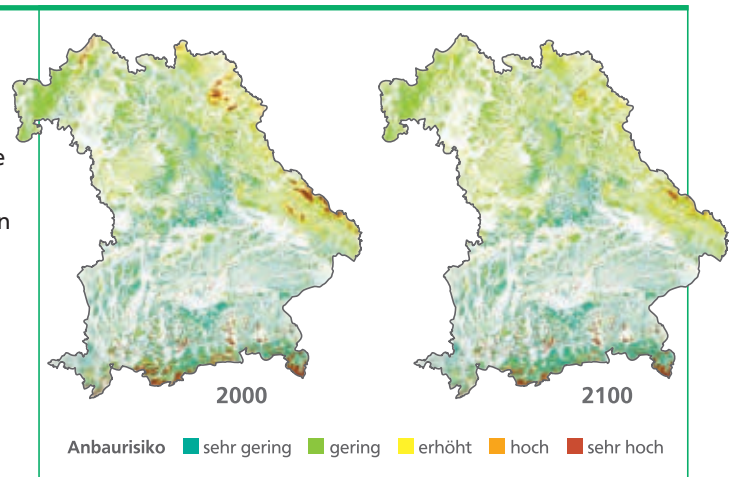 e
n
2000
2100
Anbaurisiko sehr gering gering erhöht hoch sehr hoch